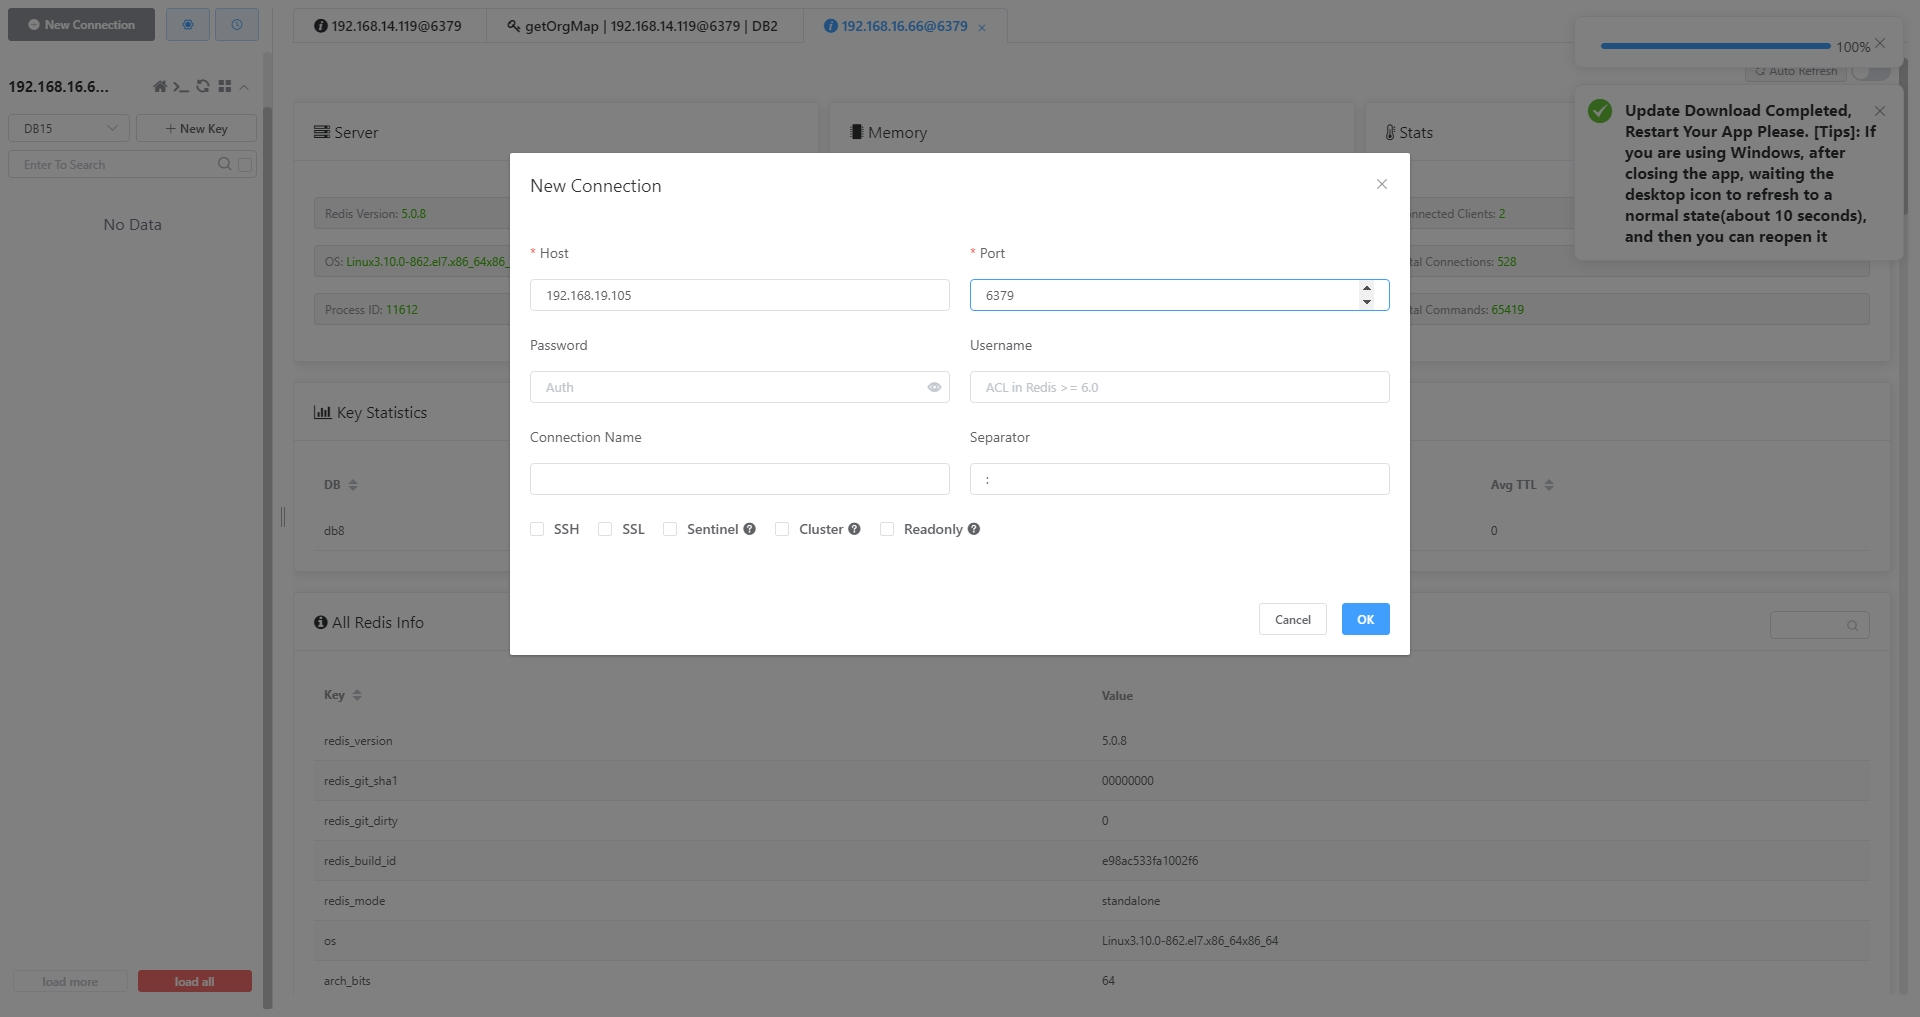 New Connection
192.168.14.119@6379
getOrgMap | 192.168.14.119@6379 | DB2
192.168.16.66@6379
100%
Auto Refresh
192.168.16.6...
DB15
New Key
Enter To Search
No Data
load more
load all
Server
Memory
Stats
Redis Version: 5.0.8
OS: Linux3.10.0-862.el7.x86_64x86_
Process ID: 11612
nnected Clients: 2
tal Connections: 528
tal Commands: 65419
Update Download Completed,
Restart Your App Please. [Tips]: If
you are using Windows, after
closing the app, waiting the
desktop icon to refresh to a
normal state(about 10 seconds),
and then you can reopen it
New Connection
* Host
* Port
192.168.19.105
6379
Password
Username
Auth
ACL in Redis >= 6.0
Connection Name
Separator
:
SSH
SSL
Sentinel
Cluster
Readonly
Cancel
OK
Key Statistics
DB
Avg TTL
db8
0
All Redis Info
Key
Value
redis_version
5.0.8
redis_git_sha1
00000000
redis_git_dirty
0
redis_build_id
e98ac533fa1002f6
redis_mode
standalone
os
Linux3.10.0-862.el7.x86_64x86_64
arch_bits
64